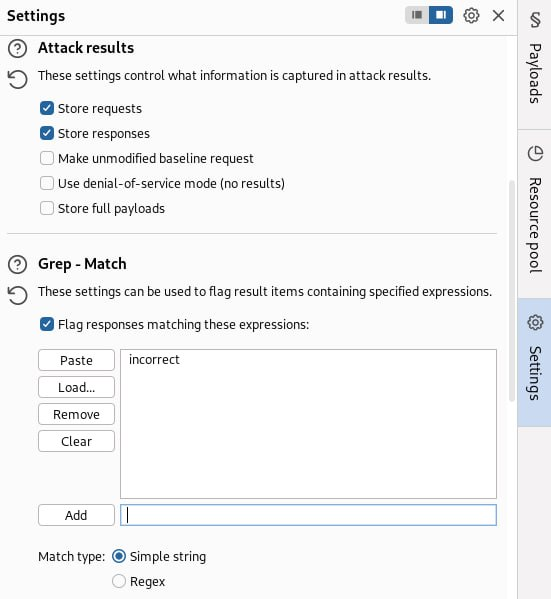 Settings
Attack results
These settings control what information is captured in attack results.
Store requests
Store responses
Make unmodified baseline request
Use denial-of-service mode (no results)
Store full payloads
Grep - Match
These settings can be used to flag result items containing specified expressions.
Flag responses matching these expressions:
Paste
incorrect
Load...
Remove
Clear
Add
Match type:
Simple string
Regex
Payloads
Resource pool
Settings